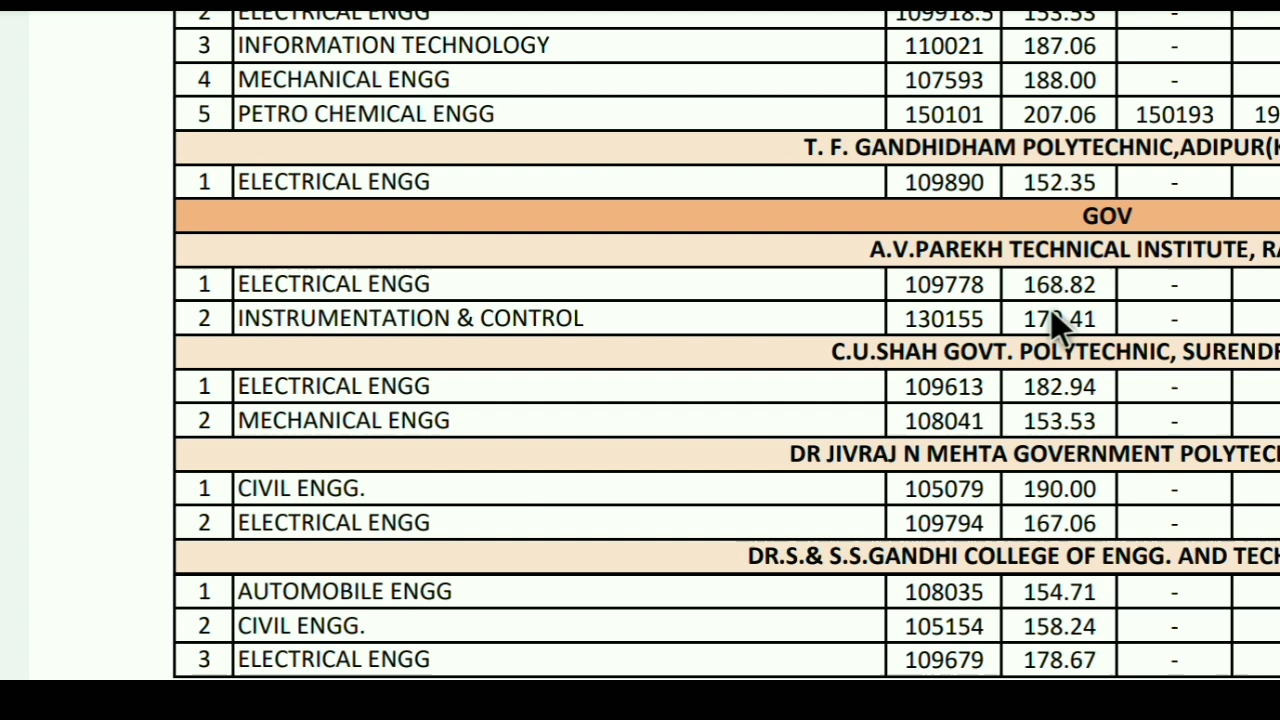 2 ELECTRICAL ENGG 109918.5 153.53 -
3 INFORMATION TECHNOLOGY 110021 187.06 -
4 MECHANICAL ENGG 107593 188.00 -
5 PETRO CHEMICAL ENGG 150101 207.06 150193 19
T. F. GANDHIDHAM POLYTECHNIC,ADIPUR(K
1 ELECTRICAL ENGG 109890 152.35 -
GOV
A.V.PAREKH TECHNICAL INSTITUTE, RA
1 ELECTRICAL ENGG 109778 168.82 -
2 INSTRUMENTATION & CONTROL 130155 -
C.U.SHAH GOVT. POLYTECHNIC, SURENDR
1 ELECTRICAL ENGG 109613 182.94 -
2 MECHANICAL ENGG 108041 153.53 -
DR JIVRAJ N MEHTA GOVERNMENT POLYTECH
1 CIVIL ENGG. 105079 190.00 -
2 ELECTRICAL ENGG 109794 167.06 -
DR.S.& S.S.GANDHI COLLEGE OF ENGG. AND TECH
1 AUTOMOBILE ENGG 108035 154.71 -
2 CIVIL ENGG. 105154 158.24 -
3 ELECTRICAL ENGG 109679 178.67 -